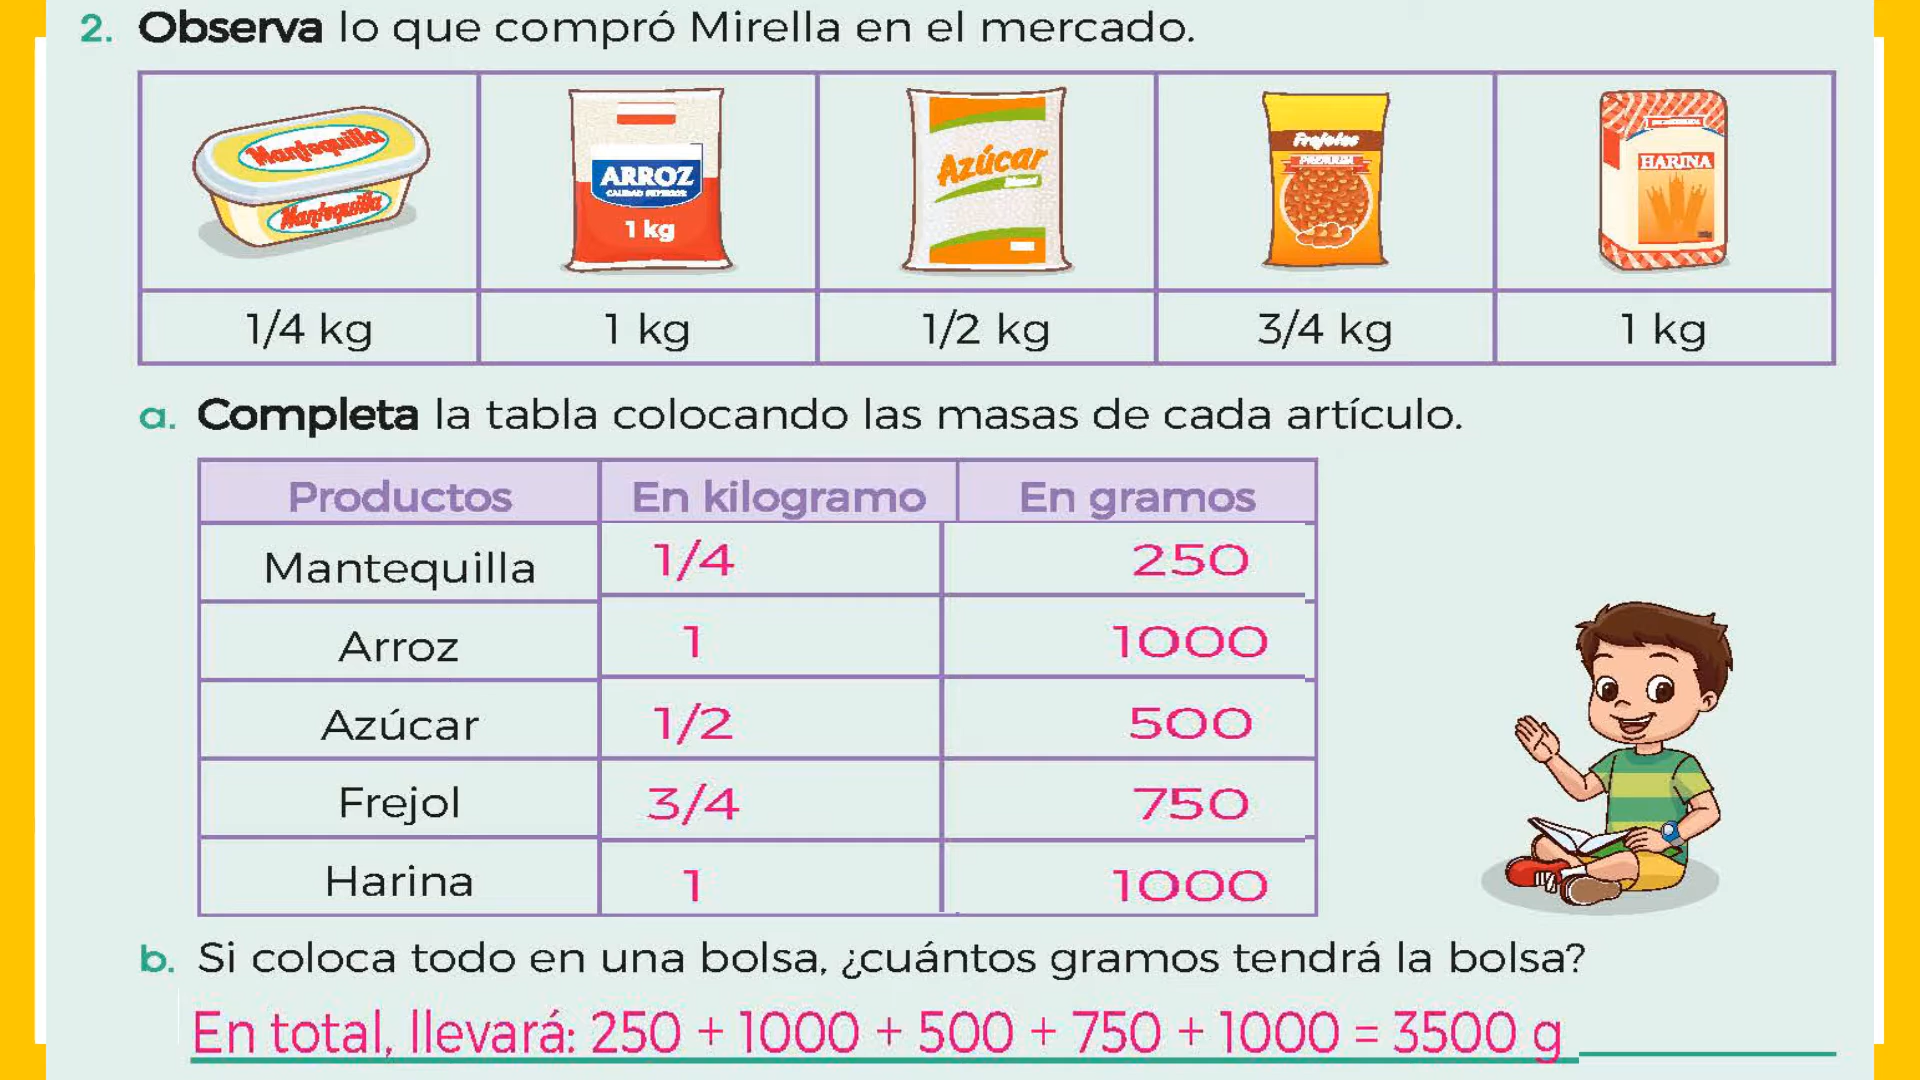 2. Observa lo que compró Mirella en el mercado.
Mantequilla
Mantequilla
ARROZ
CALIDAD SUPERIOR
1 kg
Azúcar
Frejoles
PREMIUM
HARINA
1/4 kg 1 kg 1/2 kg 3/4 kg 1 kg
a. Completa la tabla colocando las masas de cada artículo.
Productos En kilogramo En gramos
Mantequilla 1/4 250
Arroz 1 1000
Azúcar 1/2 500
Frejol 3/4 750
Harina 1 1000
b. Si coloca todo en una bolsa, ¿cuántos gramos tendrá la bolsa?
En total, llevará: 250 + 1000 + 500 + 750 + 1000 = 3500 g